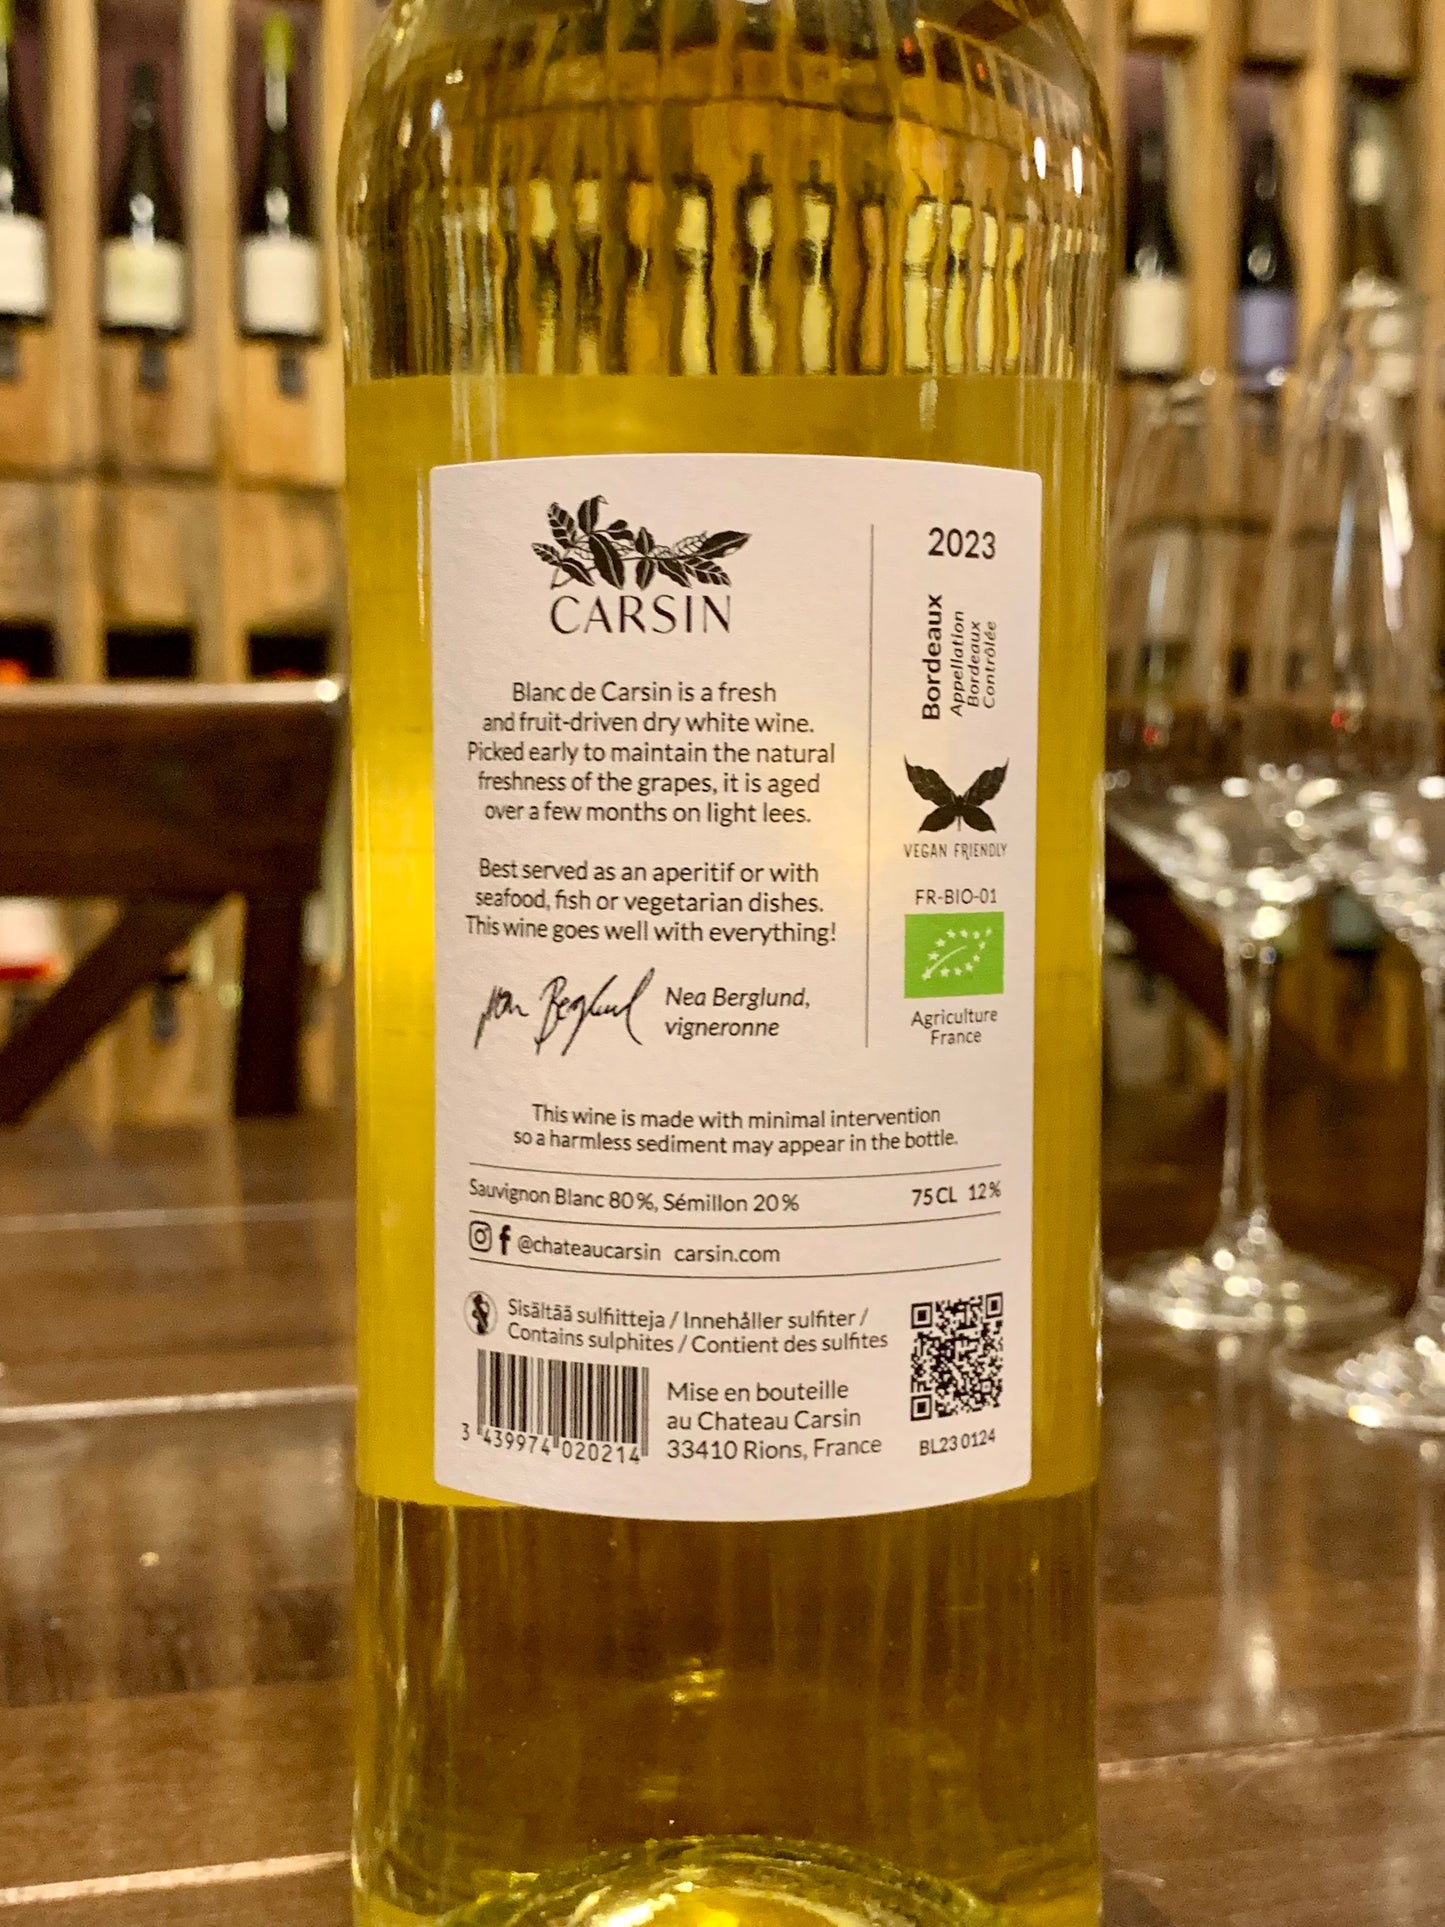 CARSIN
Blanc de Carsin is a fresh
and fruit-driven dry white wine.
Picked early to maintain the natural
freshness of the grapes, it is aged
over a few months on light lees.
Best served as an aperitif or with
seafood, fish or vegetarian dishes.
This wine goes well with everything!
Nea Berglund,
vigneronne
2023
Bordeaux
Appellation
Bordeaux
Contrôlée
VEGAN FRIENDLY
FR-BIO-01
Agriculture
France
This wine is made with minimal intervention
so a harmless sediment may appear in the bottle.
Sauvignon Blanc 80%, Sémillon 20% 75CL 12%
@chateaucarsin carsin.com
Sisältää sulfiitteja / Innehåller sulfiter /
Contains sulphites / Contient des sulfites
3 439974 020214
Mise en bouteille
au Chateau Carsin
33410 Rions, France
BL230124